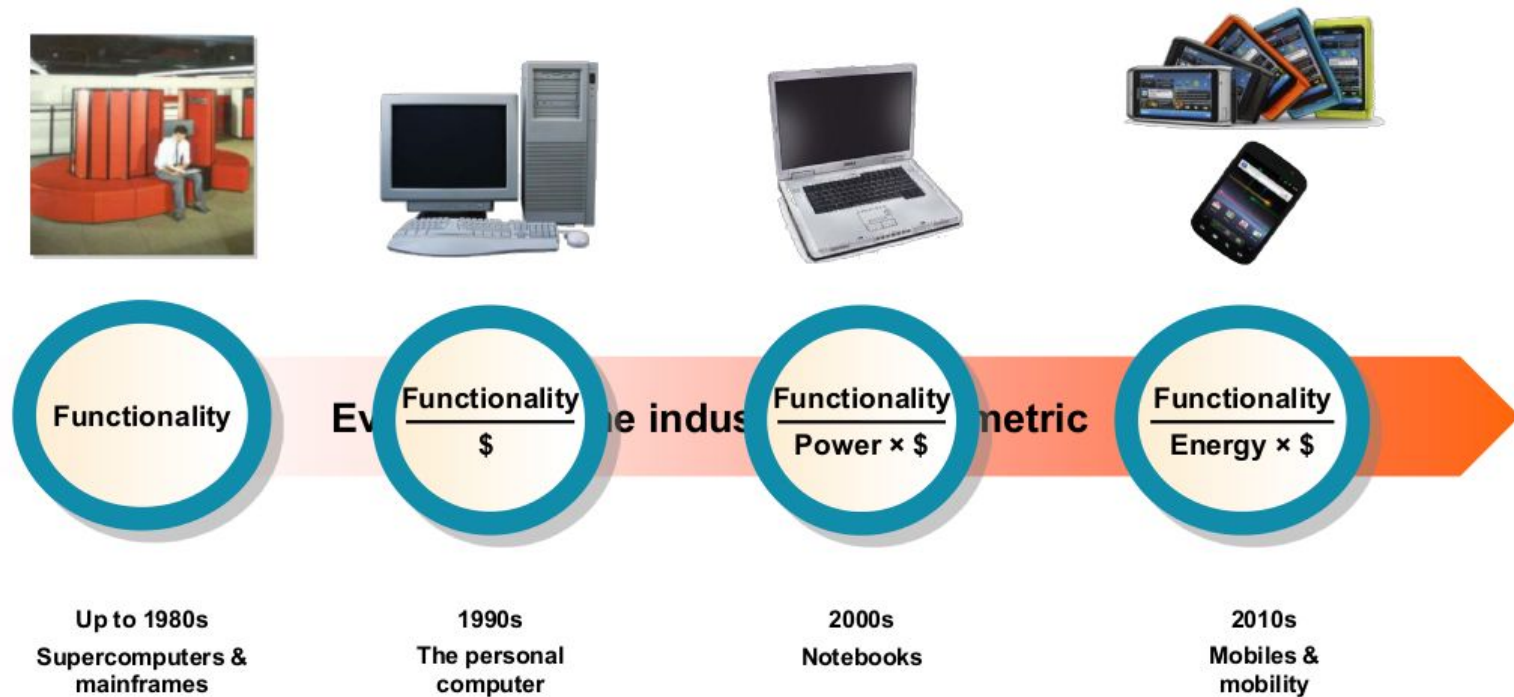 Functionality
Functionality
$
Functionality
Power × $
Functionality
Energy × $
metric
Up to 1980s
Supercomputers &
mainframes
1990s
The personal
computer
2000s
Notebooks
2010s
Mobiles &
mobility